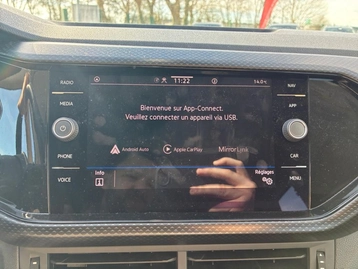 RADIO
MEDIA
PHONE
VOICE
11:22
14.0
NAV
APP
CAR
MENU
Bienvenue sur App-Connect.
Veuillez connecter un appareil via USB.
Android Auto
Apple CarPlay
MirrorLink
Info
Réglages